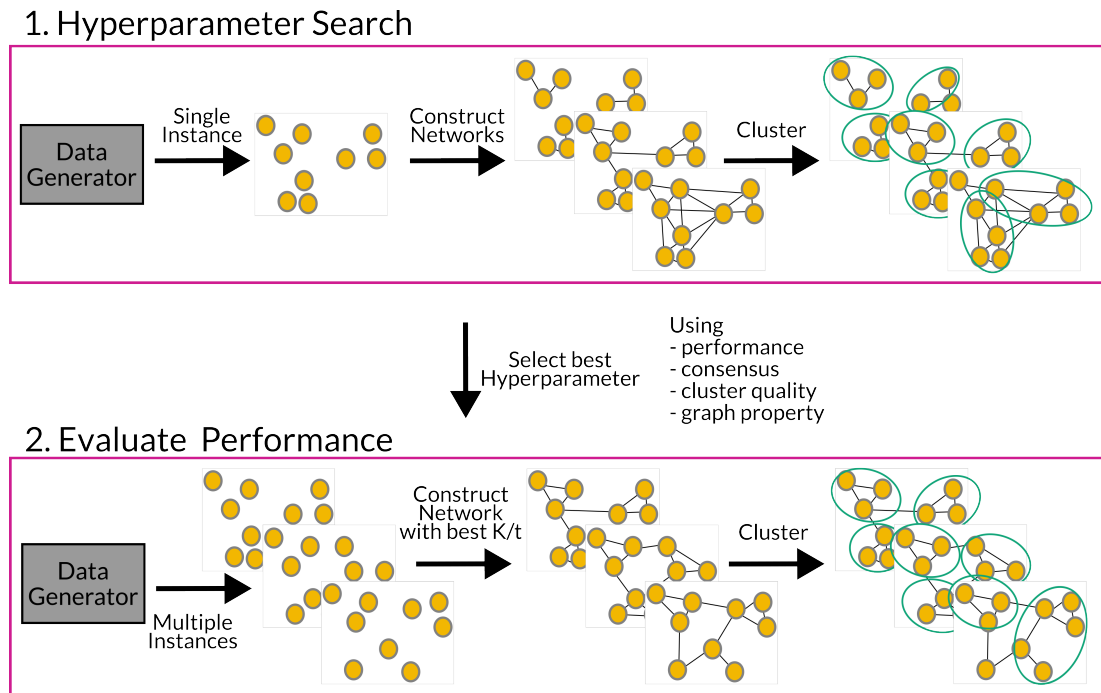 1. Hyperparameter Search
Data
Generator
Single
Instance
Construct
Networks
Cluster
Select best
Hyperparameter
Using
- performance
- consensus
- cluster quality
- graph property
2. Evaluate Performance
Data
Generator
Multiple
Instances
Construct
Network
with best K/t
Cluster